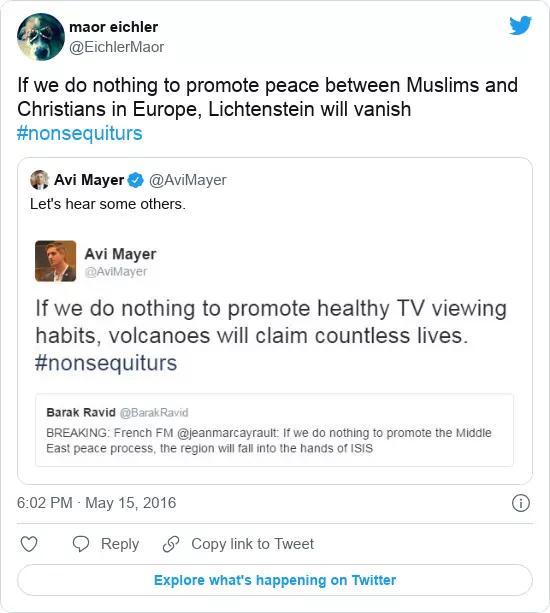 maor eichler
@EichlerMaor
If we do nothing to promote peace between Muslims and
Christians in Europe, Lichtenstein will vanish
#nonsequiturs
Avi Mayer @AviMayer
Let's hear some others.
Avi Mayer
@AviMayer
If we do nothing to promote healthy TV viewing
habits, volcanoes will claim countless lives.
#nonsequiturs
Barak Ravid @BarakRavid
BREAKING: French FM @jeanmarcayrault: If we do nothing to promote the Middle
East peace process, the region will fall into the hands of ISIS
6:02 PM · May 15, 2016
Reply Copy link to Tweet
Explore what's happening on Twitter